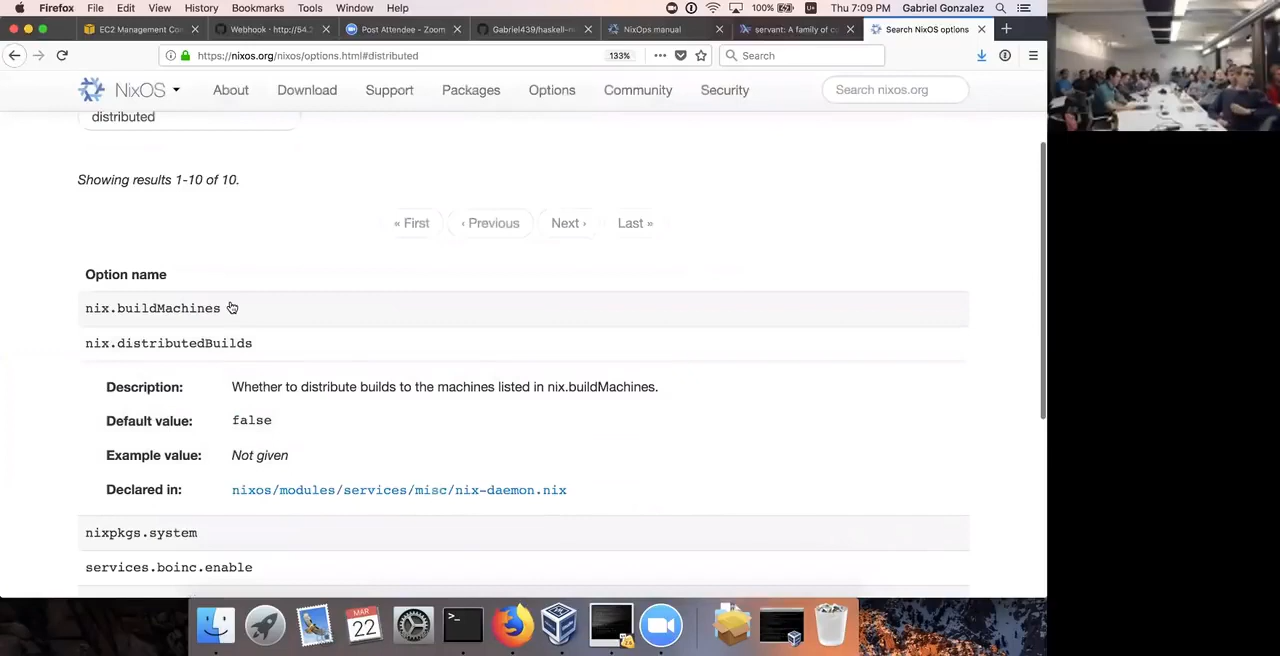 Firefox File Edit View History Bookmarks Tools Window Help 100% Thu 7:09 PM Gabriel Gonzalez
EC2 Management Co Webhook · http://54.2 Post Attendee - Zoom Gabriel439/haskell-n NixOps manual servant: A family of co Search NixOS options
https://nixos.org/nixos/options.html#distributed 133% Search
NixOS About Download Support Packages Options Community Security Search nixos.org
distributed
Showing results 1-10 of 10.
« First ‹ Previous Next › Last »
Option name
nix.buildMachines
nix.distributedBuilds
Description: Whether to distribute builds to the machines listed in nix.buildMachines.
Default value: false
Example value: Not given
Declared in: nixos/modules/services/misc/nix-daemon.nix
nixpkgs.system
services.boinc.enable
MAR
22